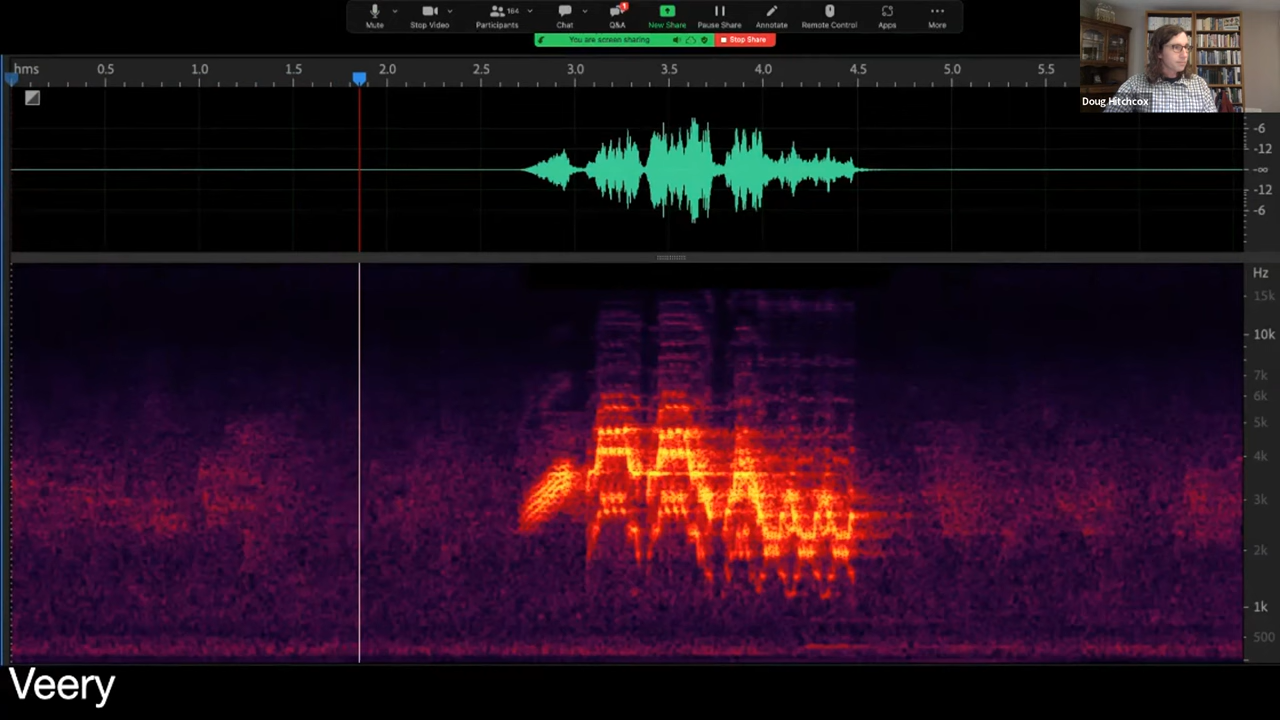 Mute
Stop Video
Participants
164
Chat
Q&A
1
New Share
Pause Share
Annotate
Remote Control
Apps
More
You are screen sharing
Stop Share
Doug Hitchcox
hms 0.5 1.0 1.5 2.0 2.5 3.0 3.5 4.0 4.5 5.0 5.5
-6
-12
-∞
-12
-6
Hz
15k
10k
7k
6k
5k
4k
3k
2k
1k
500
Veery